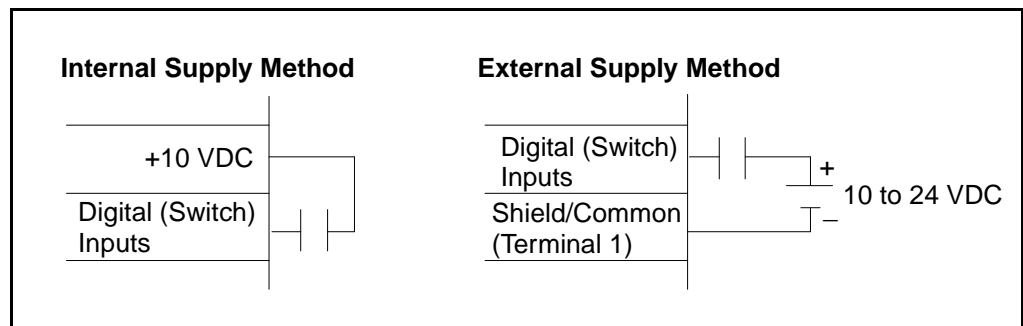 Internal Supply Method
+10 VDC
Digital (Switch)
Inputs
External Supply Method
Digital (Switch)
Inputs
Shield/Common
(Terminal 1)
+
10 to 24 VDC
–